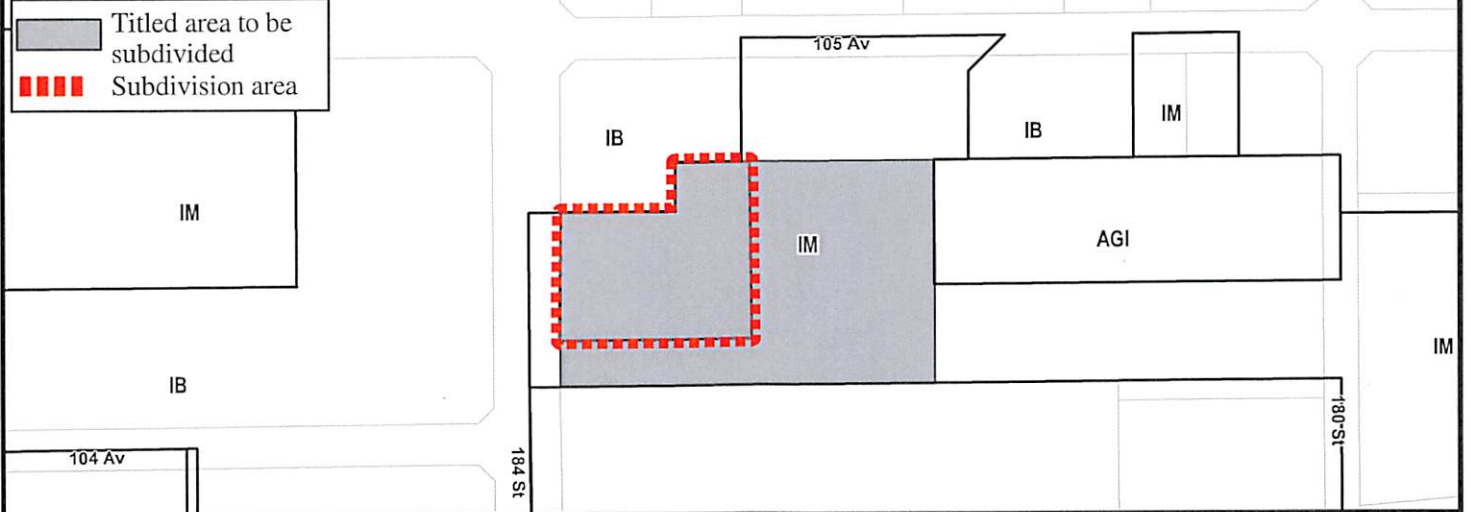 Titled area to be
subdivided
Subdivision area
105 Av
IB
IB
IM
IM
IM
AGI
IM
IB
104 Av
184 St
180 St